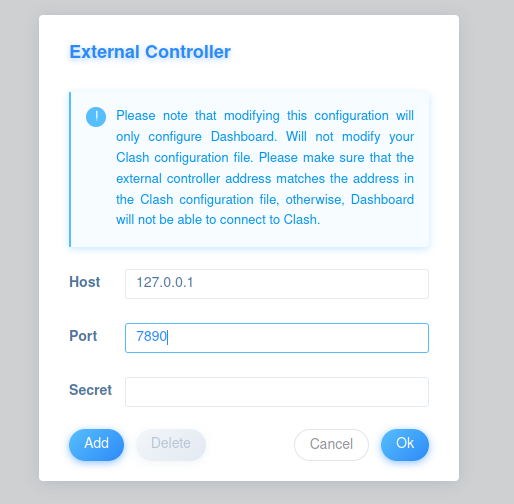 External Controller
!
Please note that modifying this configuration will
only configure Dashboard. Will not modify your
Clash configuration file. Please make sure that the
external controller address matches the address in
the Clash configuration file, otherwise, Dashboard
will not be able to connect to Clash.
Host 127.0.0.1
Port 7890
Secret
Add Delete Cancel Ok